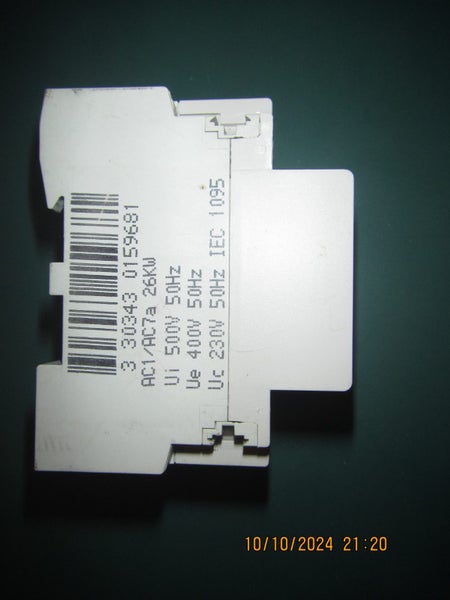 3 30343 0159681
AC1/AC7a 26KW
Ui 500V 50Hz
Ue 400V 50Hz
Uc 230V 50Hz IEC 1095
10/10/2024 21:20